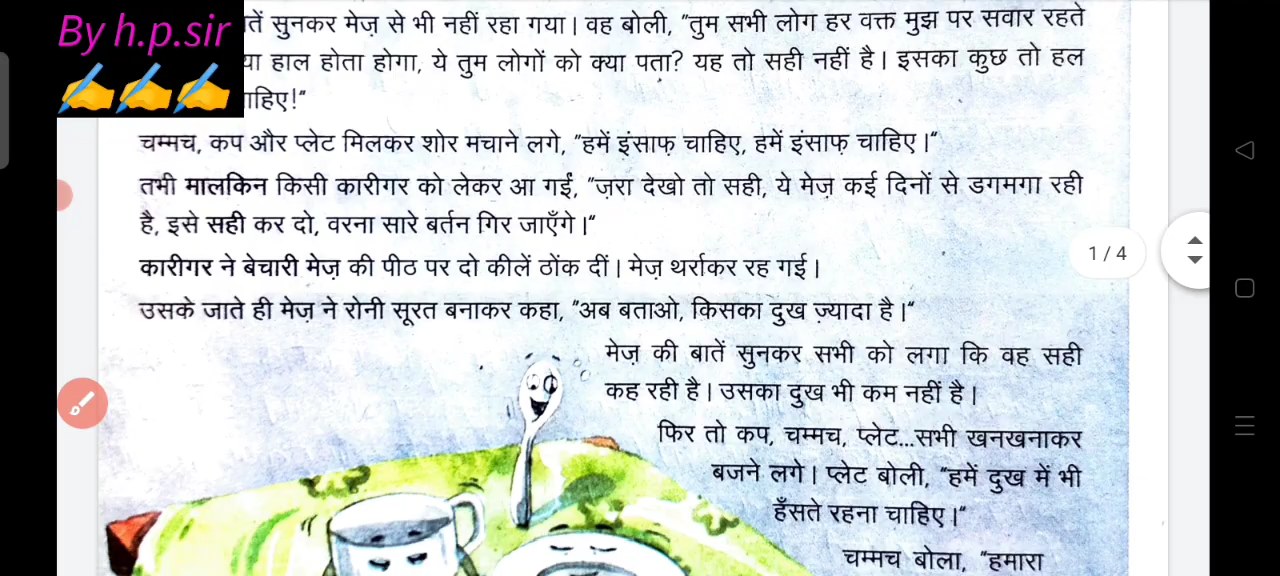 By h.p.sir
सुनकर मेज़ से भी नहीं रहा गया। वह बोली, "तुम सभी लोग हर वक्त मुझ पर सवार रहते
हाल होता होगा, ये तुम लोगों को क्या पता? यह तो सही नहीं है। इसका कुछ तो हल
चम्मच, कप और प्लेट मिलकर शोर मचाने लगे, "हमें इंसाफ़ चाहिए, हमें इंसाफ़ चाहिए।"
तभी मालकिन किसी कारीगर को लेकर आ गईं, "ज़रा देखो तो सही, ये मेज़ कई दिनों से डगमगा रही
है, इसे सही कर दो, वरना सारे बर्तन गिर जाएँगे।"
कारीगर ने बेचारी मेज़ की पीठ पर दो कीलें ठोंक दीं। मेज़ थर्राकर रह गई।
उसके जाते ही मेज़ ने रोनी सूरत बनाकर कहा, "अब बताओ, किसका दुख ज़्यादा है।"
मेज़ की बातें सुनकर सभी को लगा कि वह सही
कह रही है। उसका दुख भी कम नहीं है।
फिर तो कप, चम्मच, प्लेट...सभी खनखनाकर
बजने लगे। प्लेट बोली, "हमें दुख में भी
हँसते रहना चाहिए।"
चम्मच बोला, "हमारा
1 / 4